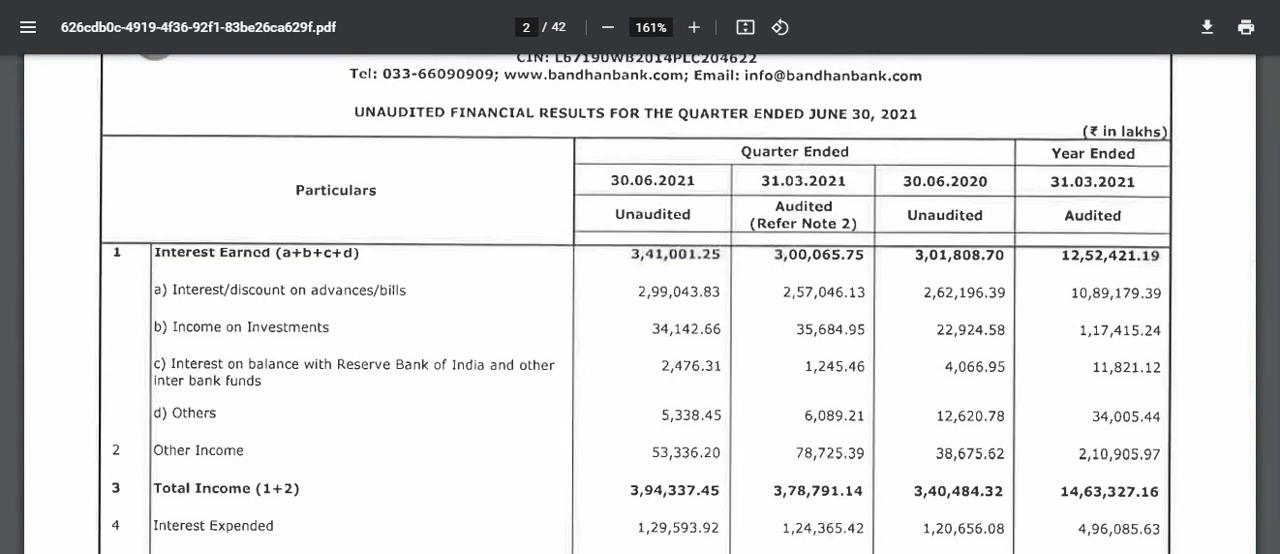 626cdb0c-4919-4f36-92f1-83be26ca629f.pdf 2 / 42 — 161% +
CIN: L67190WB2014PLC204622
Tel: 033-66090909; www.bandhanbank.com; Email: info@bandhanbank.com
UNAUDITED FINANCIAL RESULTS FOR THE QUARTER ENDED JUNE 30, 2021
(₹ in lakhs)
Particulars Quarter Ended Year Ended
30.06.2021 31.03.2021 30.06.2020 31.03.2021
Unaudited Audited (Refer Note 2) Unaudited Audited
1 Interest Earned (a+b+c+d) 3,41,001.25 3,00,065.75 3,01,808.70 12,52,421.19
a) Interest/discount on advances/bills 2,99,043.83 2,57,046.13 2,62,196.39 10,89,179.39
b) Income on Investments 34,142.66 35,684.95 22,924.58 1,17,415.24
c) Interest on balance with Reserve Bank of India and other 2,476.31 1,245.46 4,066.95 11,821.12
inter bank funds
d) Others 5,338.45 6,089.21 12,620.78 34,005.44
2 Other Income 53,336.20 78,725.39 38,675.62 2,10,905.97
3 Total Income (1+2) 3,94,337.45 3,78,791.14 3,40,484.32 14,63,327.16
4 Interest Expended 1,29,593.92 1,24,365.42 1,20,656.08 4,96,085.63